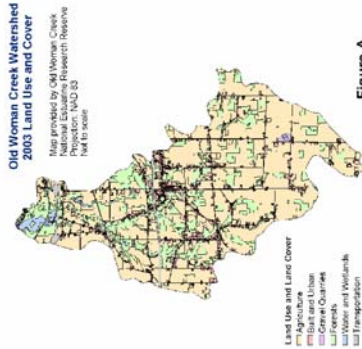 Old Woman Creek Watershed
2003 Land Use and Cover
Map provided by Old Woman Creek
National Estuarine Research Reserve
Projection: NAD 83
Not to scale
Land Use and Land Cover
Agriculture
Built and Urban
Gravel Quarries
Forests
Water and Wetlands
Transportation
Figure A